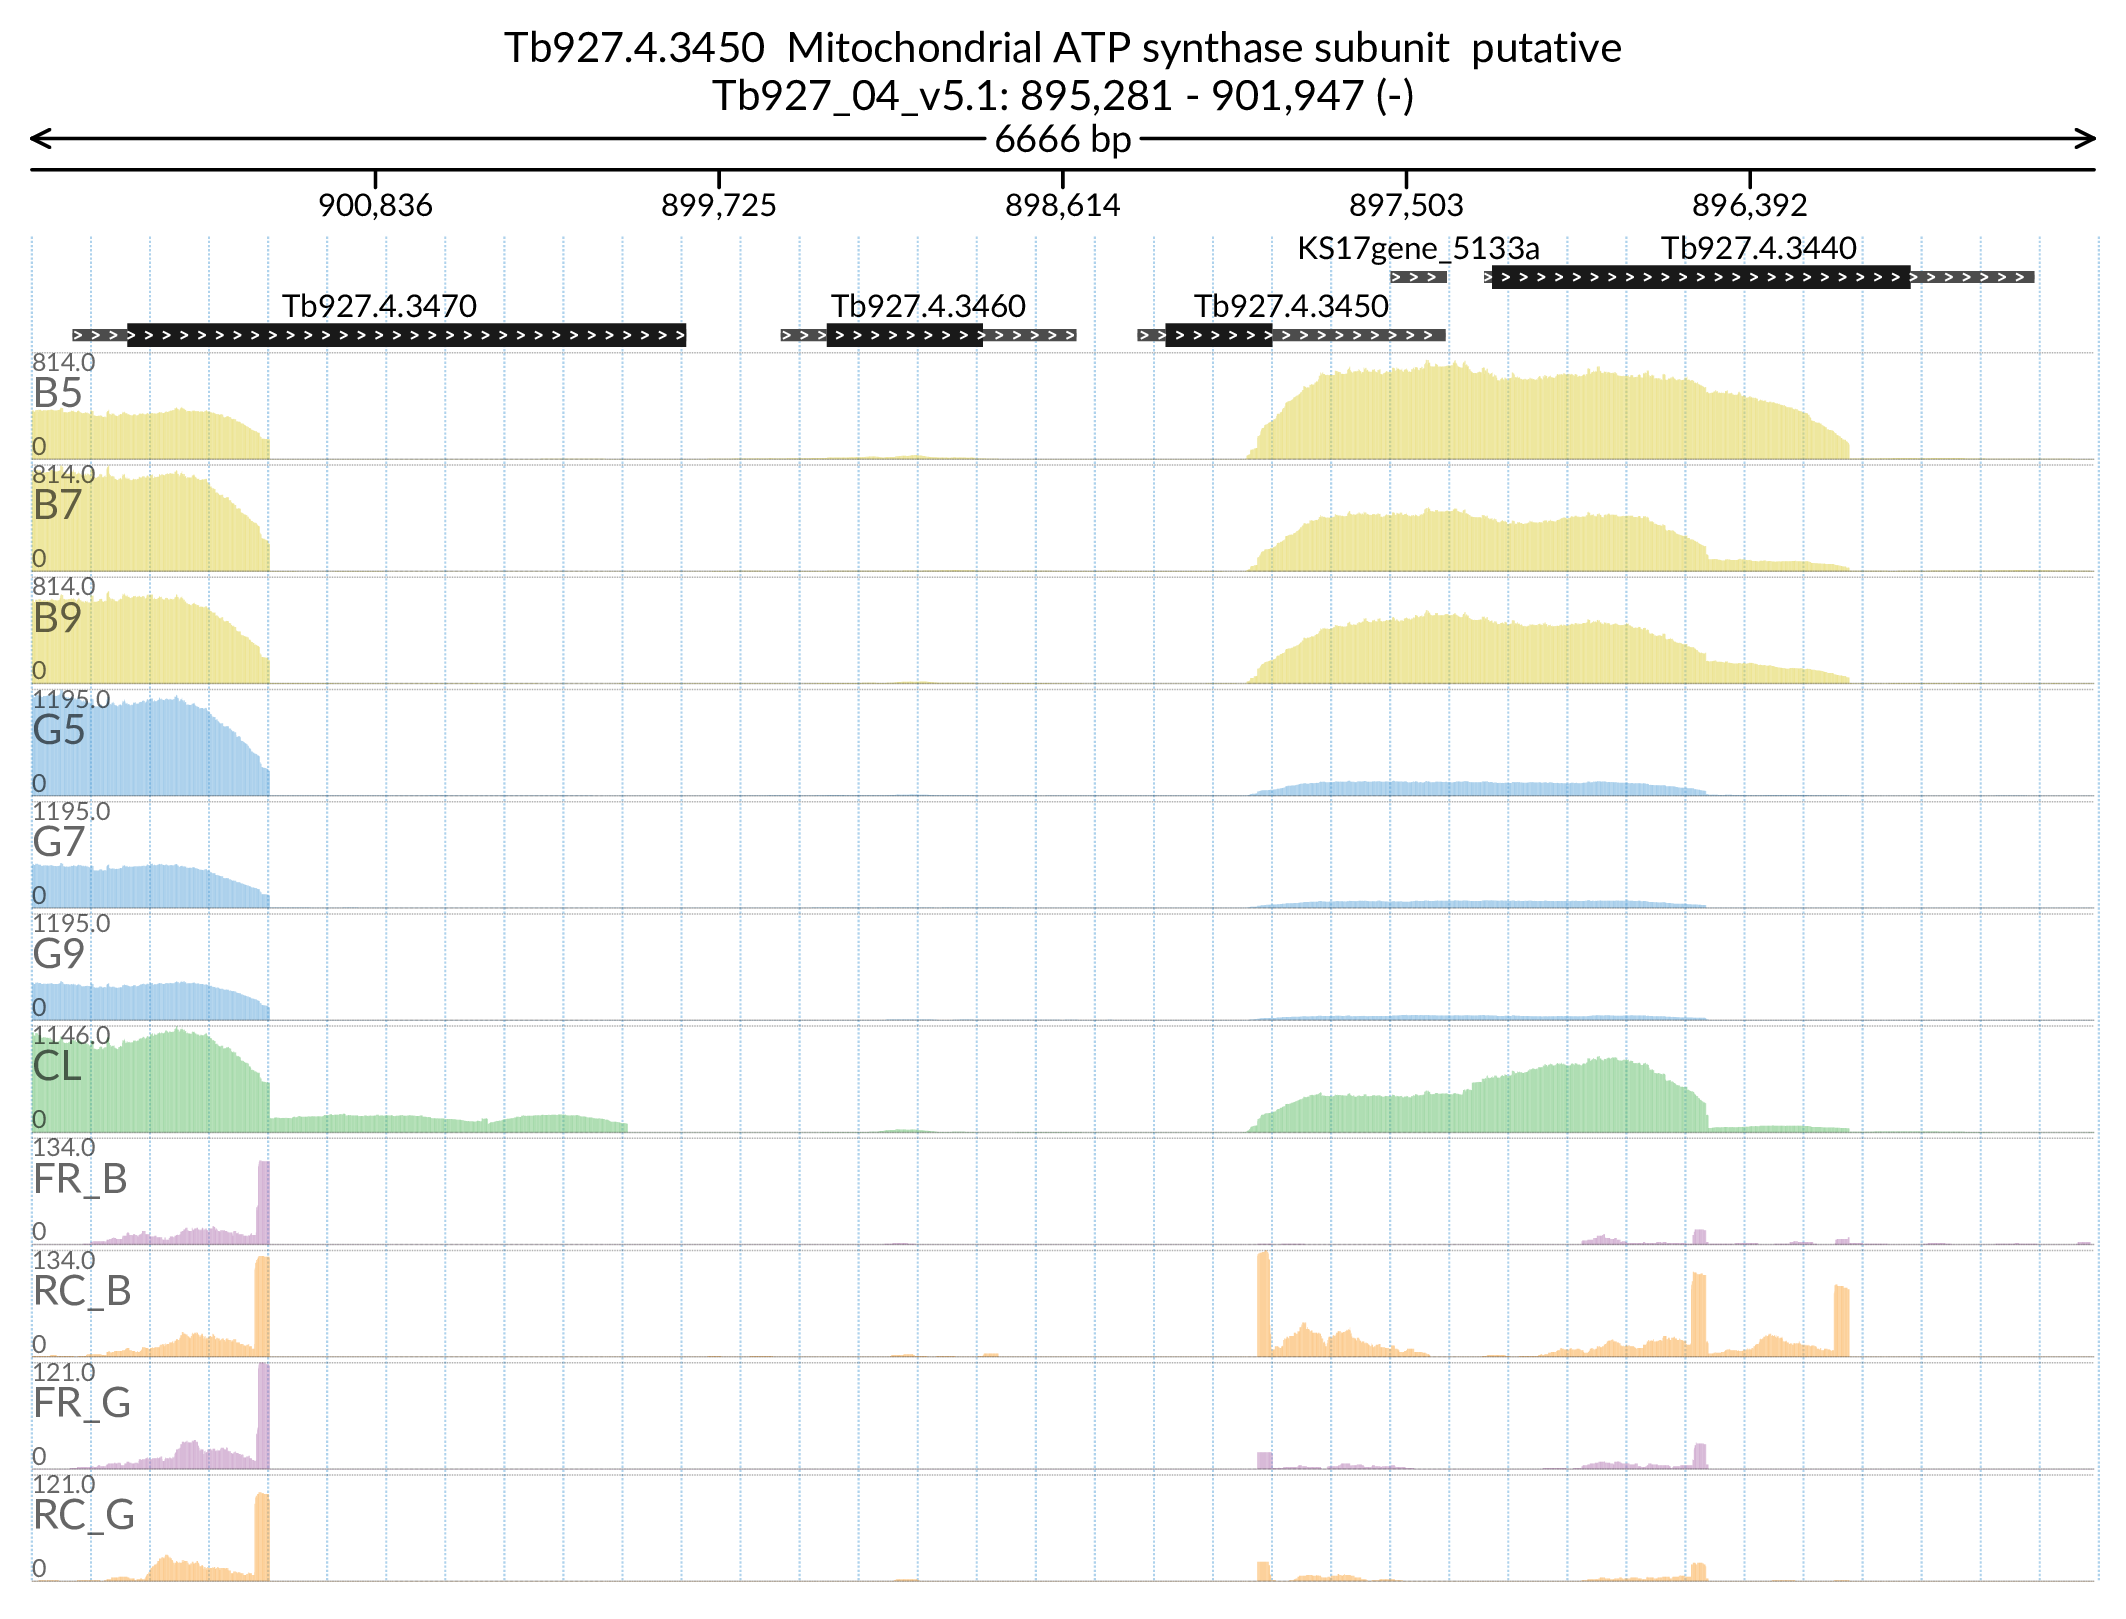 Tb927.4.3450  Mitochondrial ATP synthase subunit  putative
Tb927_04_v5.1: 895,281 - 901,947 (-)
6666 bp
900,836 899,725 898,614 897,503 896,392
KS17gene_5133a Tb927.4.3440
Tb927.4.3470 Tb927.4.3460 Tb927.4.3450
814.0
B5
0
814.0
B7
0
814.0
B9
0
1195.0
G5
0
1195.0
G7
0
1195.0
G9
0
1146.0
CL
0
134.0
FR_B
0
134.0
RC_B
0
121.0
FR_G
0
121.0
RC_G
0